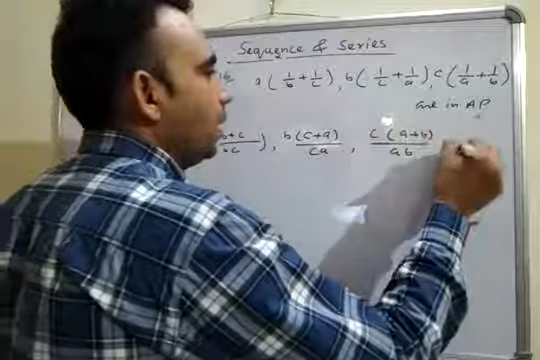 Sequence & Series
a ( 1/b + 1/c ), b ( 1/c + 1/a ), c ( 1/a + 1/b )
are in AP.
b+c ), b(c+a)/ca , c (a+b)/ab